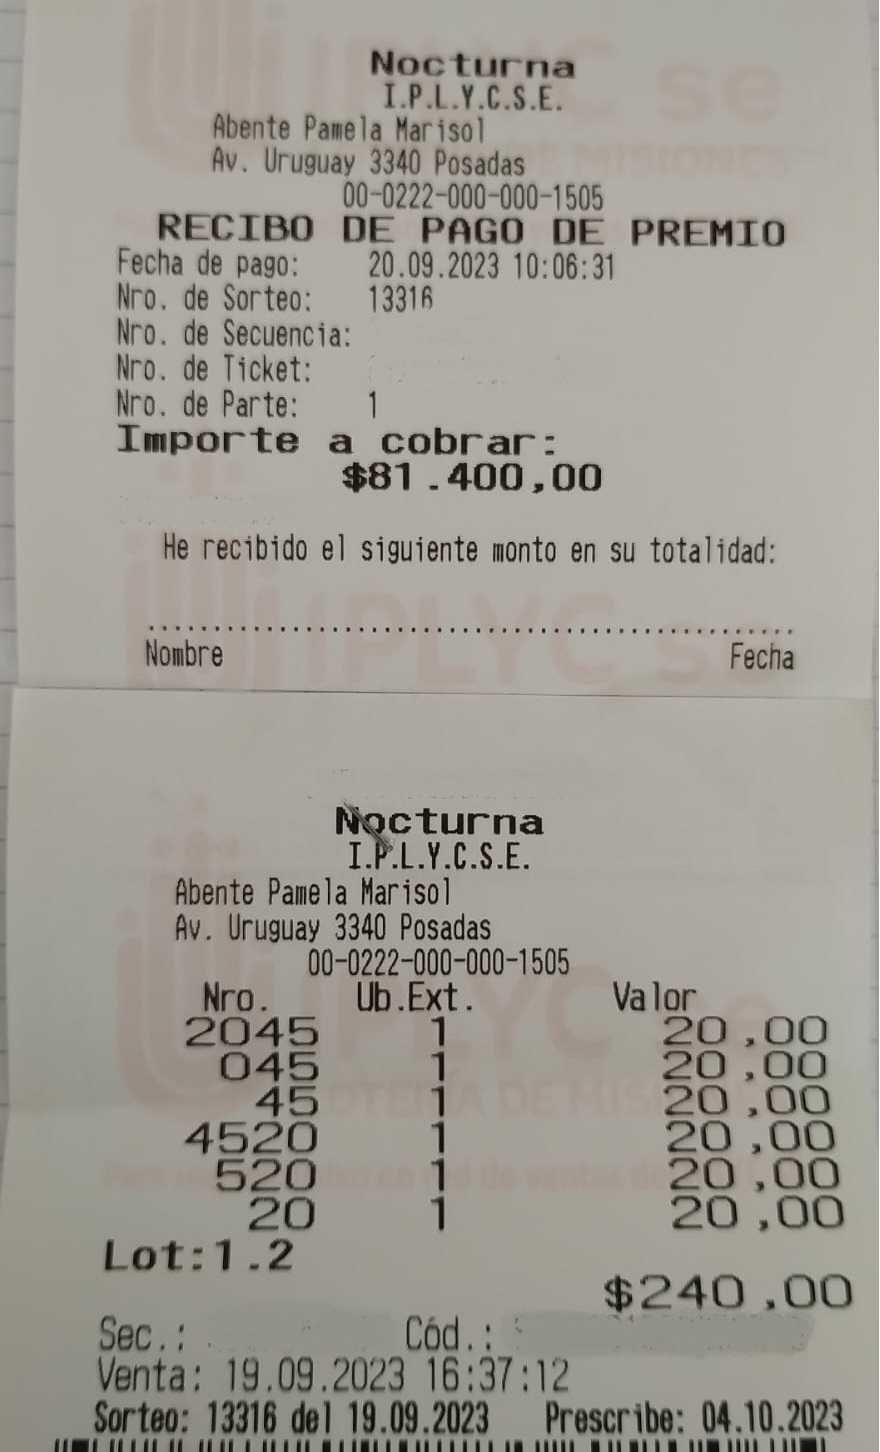 Nocturna
I.P.L.Y.C.S.E.
Abente Pamela Marisol
Av. Uruguay 3340 Posadas
00-0222-000-000-1505
RECIBO DE PAGO DE PREMIO
Fecha de pago: 20.09.2023 10:06:31
Nro. de Sorteo: 13316
Nro. de Secuencia:
Nro. de Ticket:
Nro. de Parte: 1
Importe a cobrar:
$81.400,00
He recibido el siguiente monto en su totalidad:
Nombre Fecha
Nocturna
I.P.L.Y.C.S.E.
Abente Pamela Marisol
Av. Uruguay 3340 Posadas
00-0222-000-000-1505
Nro. Ub.Ext. Valor
2045 1 20,00
045 1 20,00
45 1 20,00
4520 1 20,00
520 1 20,00
20 1 20,00
Lot:1.2
$240,00
Sec.: Cód.:
Venta: 19.09.2023 16:37:12
Sorteo: 13316 del 19.09.2023 Prescribe: 04.10.2023